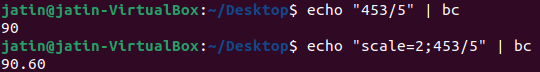 jatin@jatin-VirtualBox:~/Desktop$ echo "453/5" | bc
90
jatin@jatin-VirtualBox:~/Desktop$ echo "scale=2;453/5" | bc
90.60